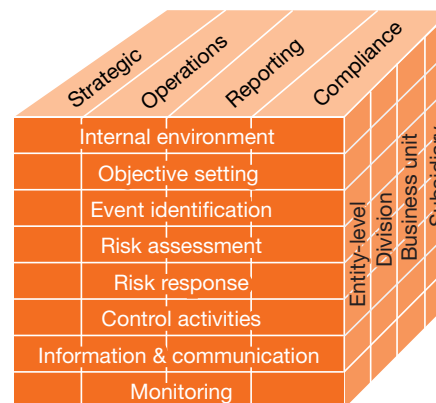 Strategic
Operations
Reporting
Compliance
Internal environment
Objective setting
Event identification
Risk assessment
Risk response
Control activities
Information & communication
Monitoring
Entity-level
Division
Business unit
Subsidiary